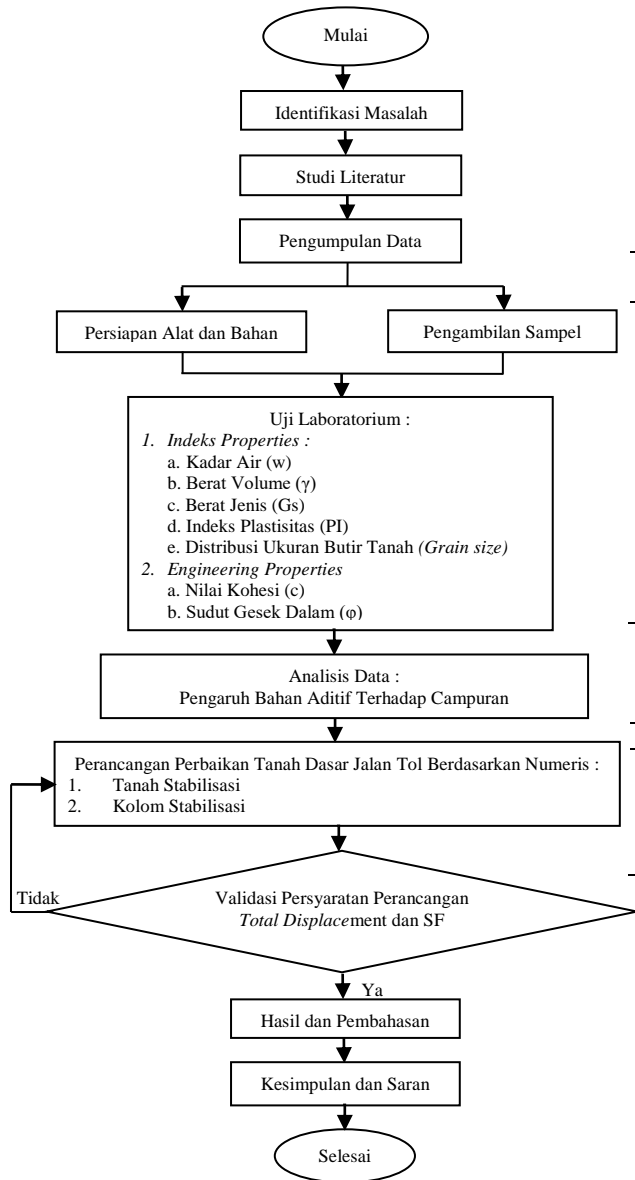 Mulai
Identifikasi Masalah
Studi Literatur
Pengumpulan Data
Persiapan Alat dan Bahan
Pengambilan Sampel
Uji Laboratorium :
1. Indeks Properties :
a. Kadar Air (w)
b. Berat Volume (γ)
c. Berat Jenis (Gs)
d. Indeks Plastisitas (PI)
e. Distribusi Ukuran Butir Tanah (Grain size)
2. Engineering Properties
a. Nilai Kohesi (c)
b. Sudut Gesek Dalam (φ)
Analisis Data :
Pengaruh Bahan Aditif Terhadap Campuran
Perancangan Perbaikan Tanah Dasar Jalan Tol Berdasarkan Numeris :
1. Tanah Stabilisasi
2. Kolom Stabilisasi
Tidak
Validasi Persyaratan Perancangan
Total Displacement dan SF
Ya
Hasil dan Pembahasan
Kesimpulan dan Saran
Selesai